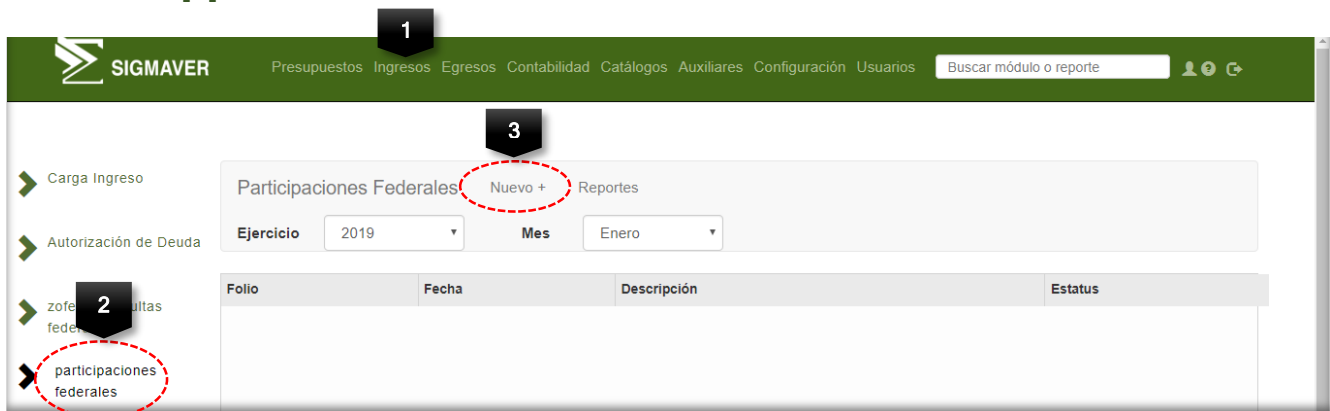 1
SIGMAVER
Presupuestos Ingresos Egresos Contabilidad Catálogos Auxiliares Configuración Usuarios Buscar módulo o reporte
3
Carga Ingreso
Participaciones Federales Nuevo + Reportes
Ejercicio 2019 Mes Enero
Autorización de Deuda
Folio Fecha Descripción Estatus
2
participaciones
federales